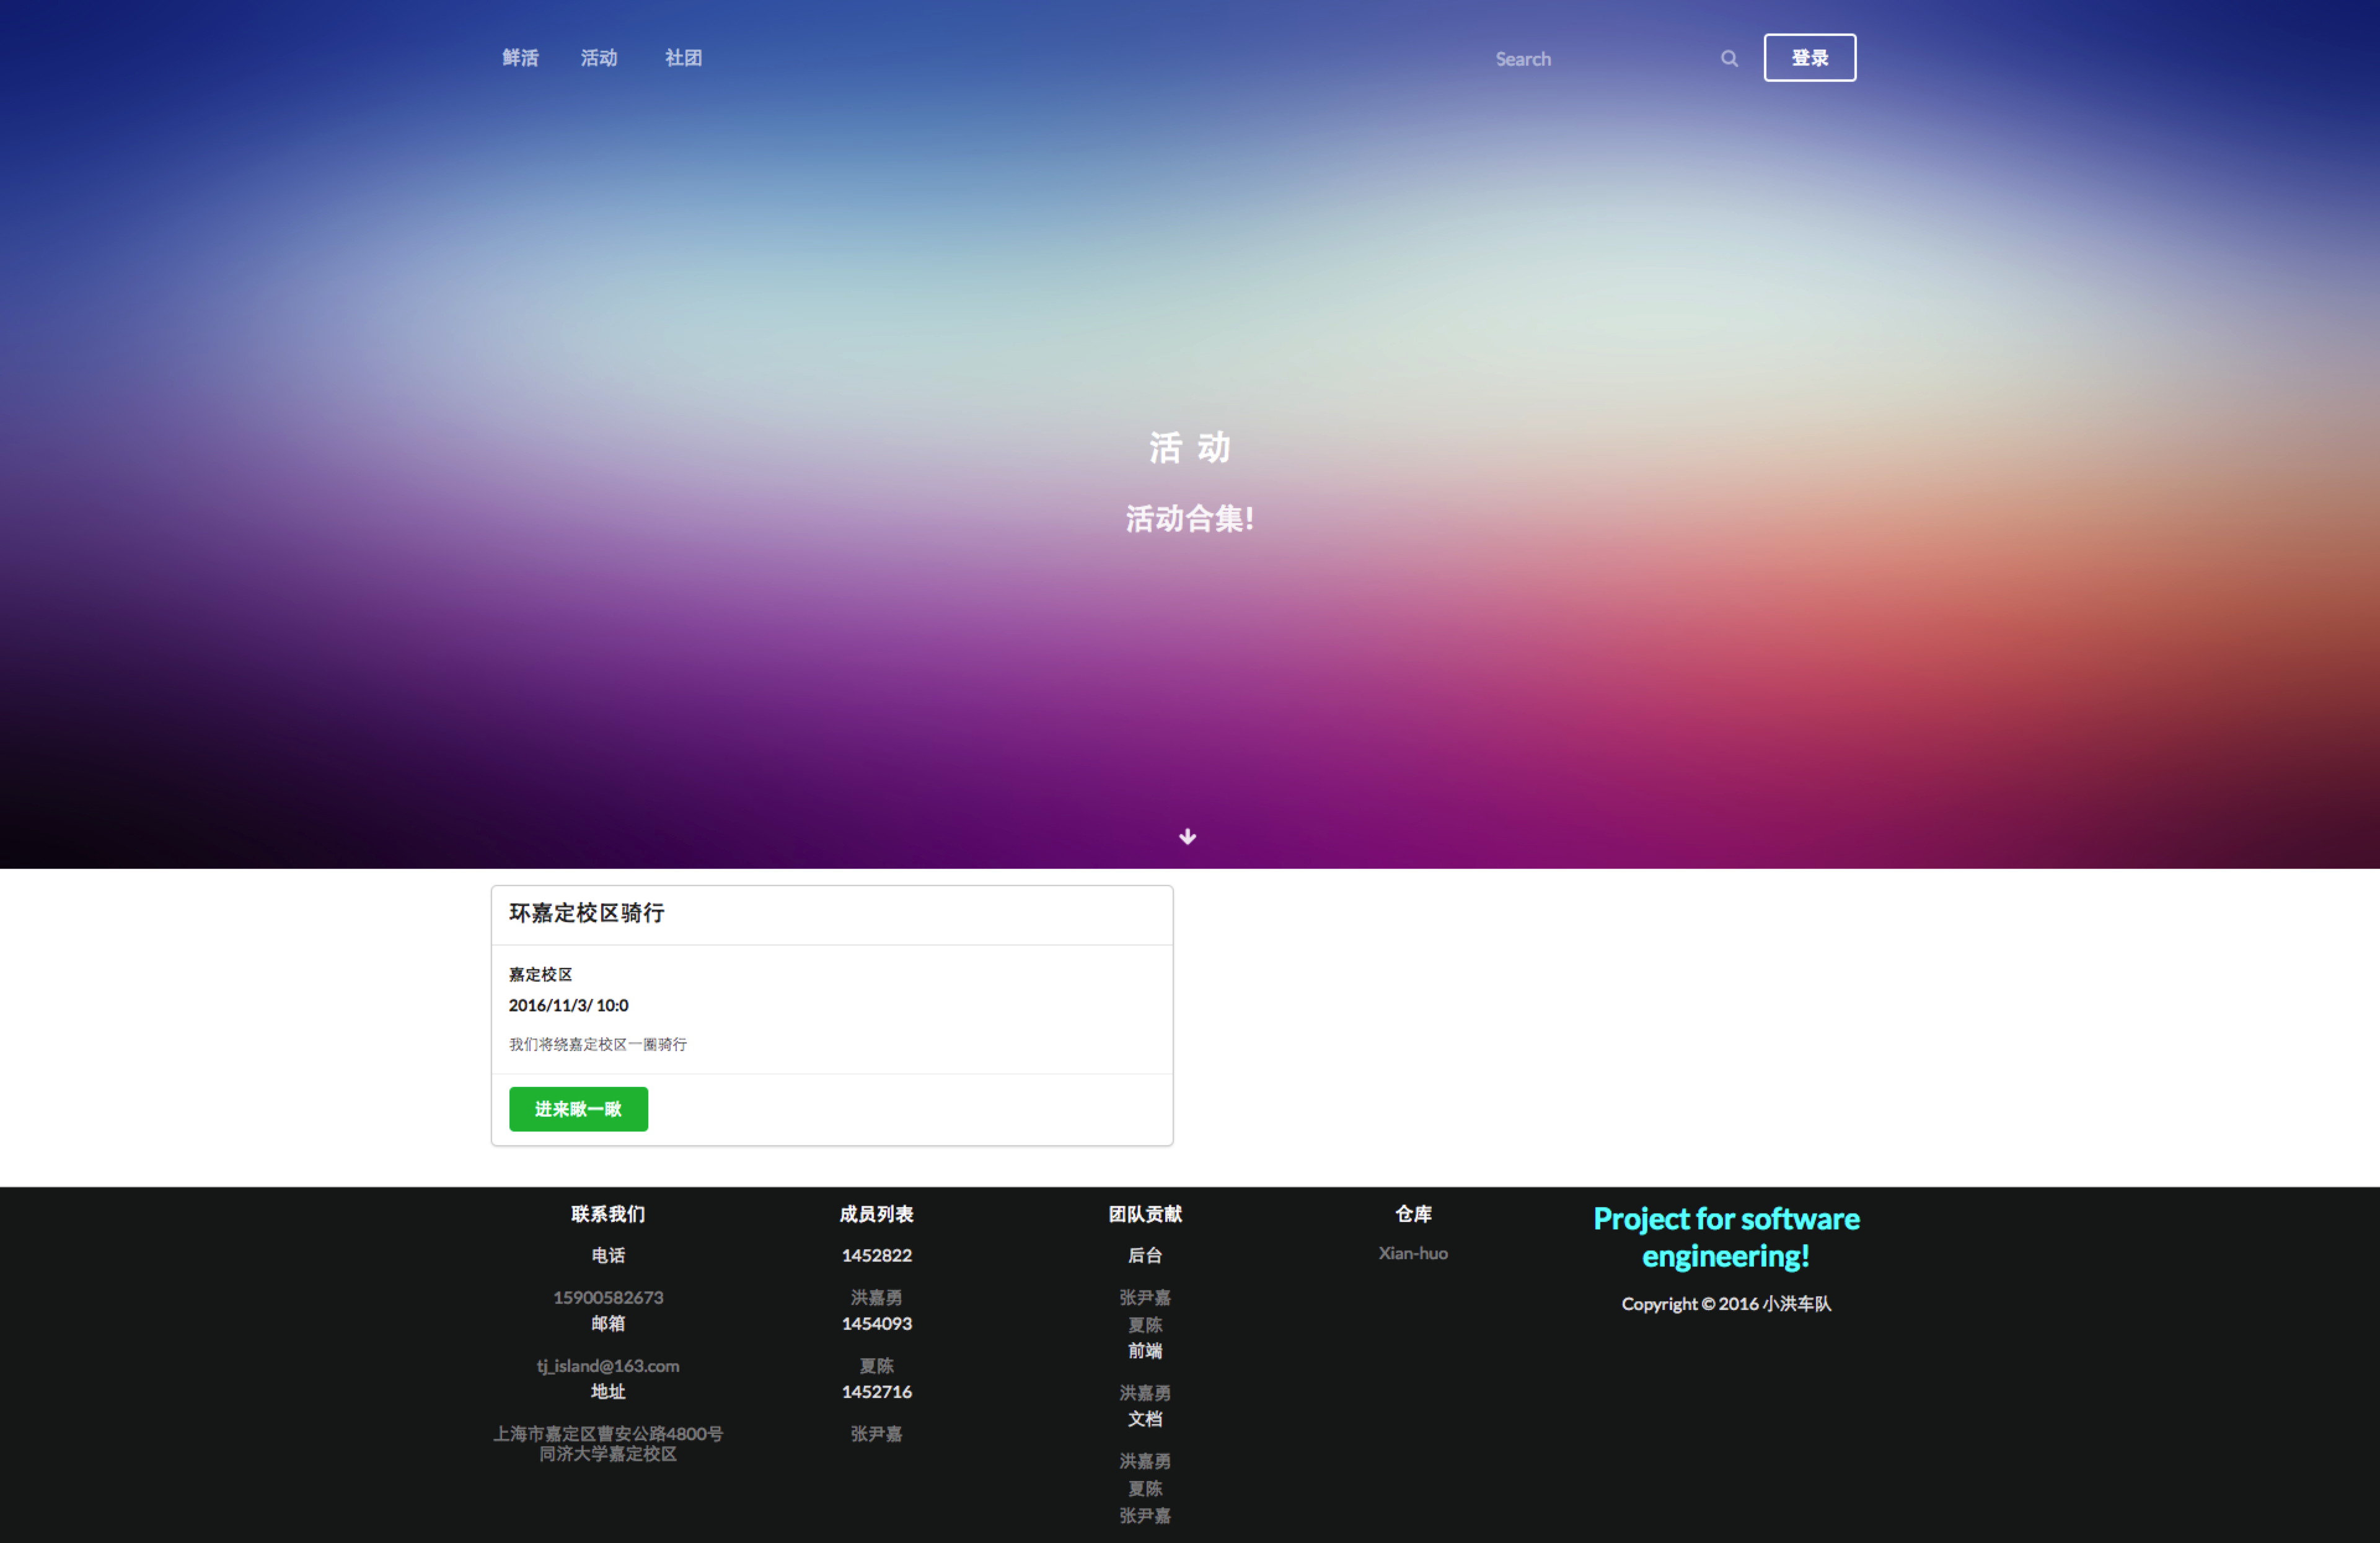 鲜活 活动 社团 Search 登录
活 动
活动合集!
环嘉定校区骑行
嘉定校区
2016/11/3/ 10:0
我们将绕嘉定校区一圈骑行
进来瞅一瞅
联系我们
电话
15900582673
邮箱
tj_island@163.com
地址
上海市嘉定区曹安公路4800号
同济大学嘉定校区
成员列表
1452822
洪嘉勇
1454093
夏陈
1452716
张尹嘉
团队贡献
后台
张尹嘉
夏陈
前端
洪嘉勇
文档
洪嘉勇
夏陈
张尹嘉
仓库
Xian-huo
Project for software
engineering!
Copyright © 2016 小洪车队